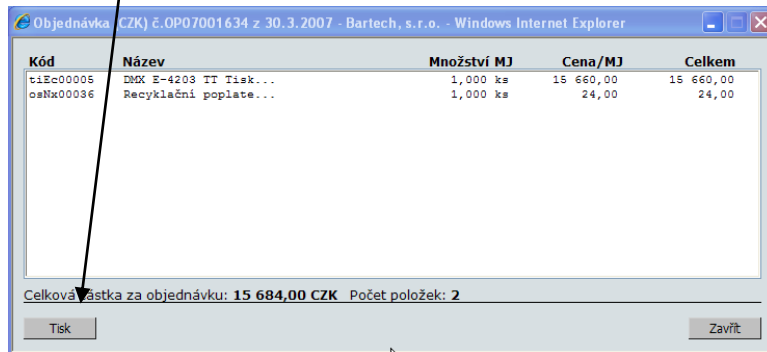 Objednávka (CZK) č.OP07001634 z 30.3.2007 - Bartech, s.r.o. - Windows Internet Explorer
Kód Název Množství MJ Cena/MJ Celkem
tiEc00005 DMX E-4203 TT Tisk... 1,000 ks 15 660,00 15 660,00
osNx00036 Recyklační poplate... 1,000 ks 24,00 24,00
Celková částka za objednávku: 15 684,00 CZK Počet položek: 2
Tisk Zavřít